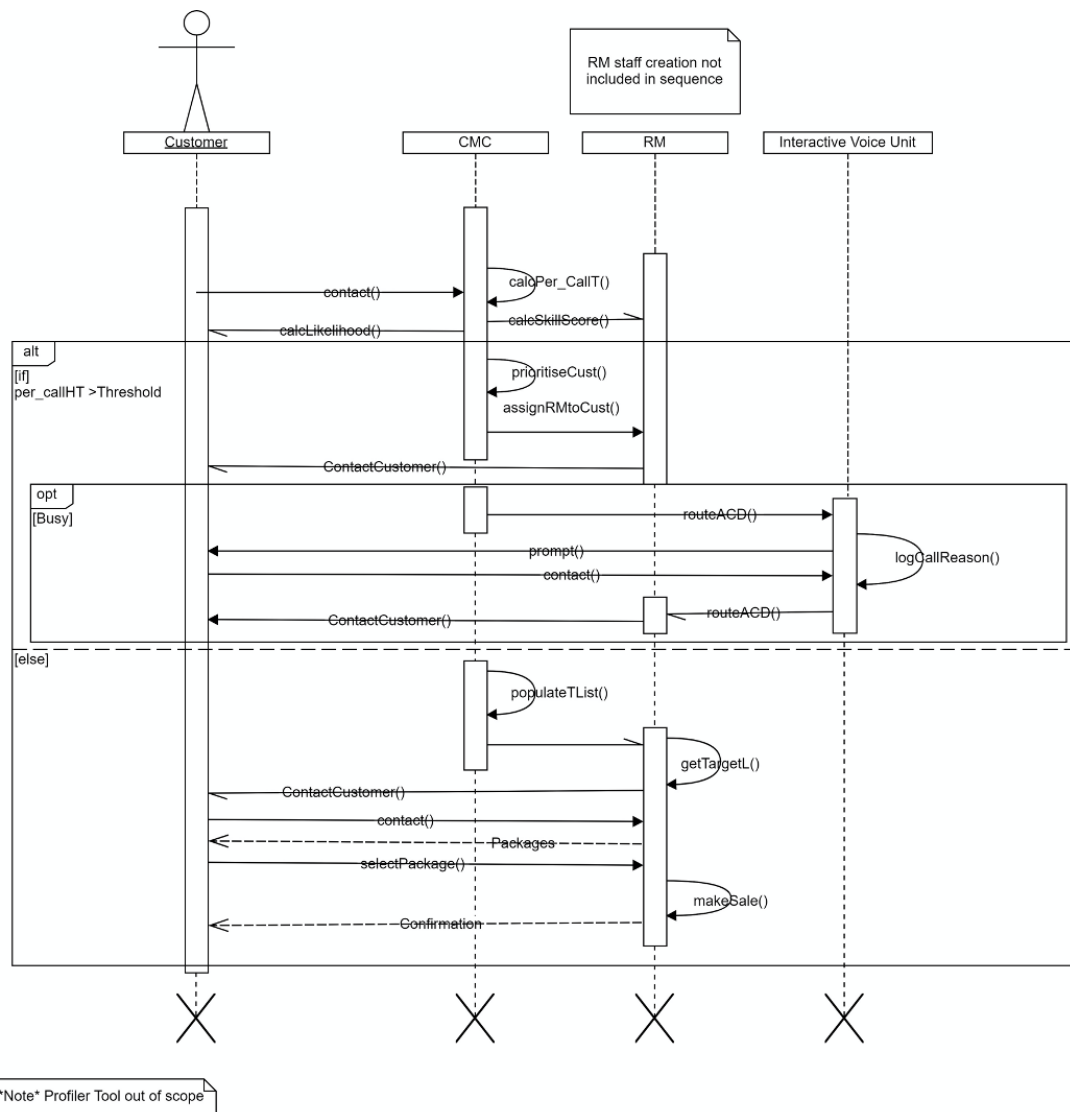 RM staff creation not
included in sequence
Customer
CMC
RM
Interactive Voice Unit
calcPer_CallT()
contact()
calcSkillScore()
calcLikelihood()
alt
[if]
per_callHT >Threshold
prioritiseCust()
assignRMtoCust()
ContactCustomer()
opt
[Busy]
routeACD()
prompt()
logCallReason()
contact()
routeACD()
ContactCustomer()
[else]
populateTList()
getTargetL()
ContactCustomer()
contact()
Packages
selectPackage()
makeSale()
Confirmation
*Note* Profiler Tool out of scope